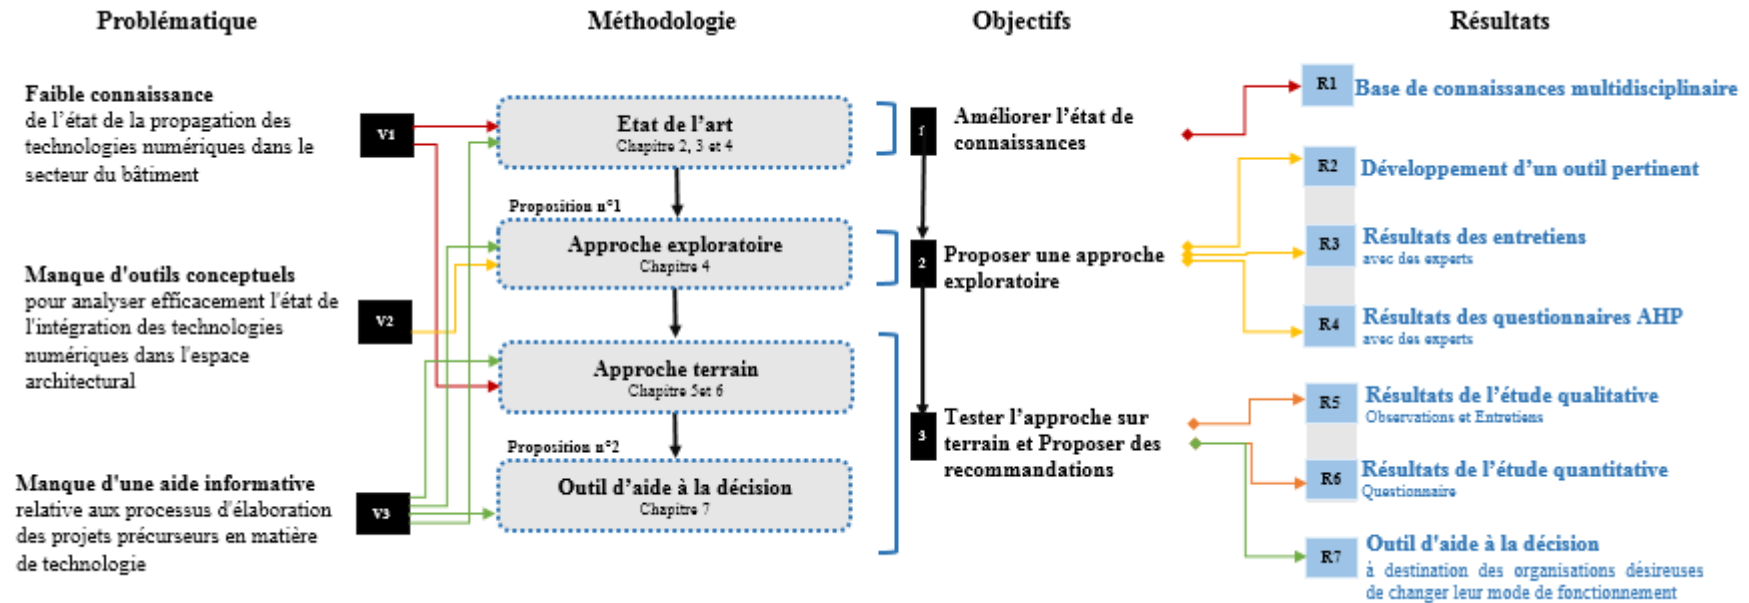 Problématique
Méthodologie
Objectifs
Résultats
Faible connaissance
de l’état de la propagation des
technologies numériques dans le
secteur du bâtiment
V1
Manque d'outils conceptuels
pour analyser efficacement l'état de
l'intégration des technologies
numériques dans l'espace
architectural
V2
Manque d'une aide informative
relative aux processus d'élaboration
des projets précurseurs en matière
de technologie
V3
Etat de l’art
Chapitre 2, 3 et 4
Proposition n°1
Approche exploratoire
Chapitre 4
Approche terrain
Chapitre 5et 6
Proposition n°2
Outil d’aide à la décision
Chapitre 7
1
Améliorer l’état de
connaissances
2
Proposer une approche
exploratoire
3
Tester l’approche sur
terrain et Proposer des
recommandations
R1
Base de connaissances multidisciplinaire
R2
Développement d’un outil pertinent
R3
Résultats des entretiens
avec des experts
R4
Résultats des questionnaires AHP
avec des experts
R5
Résultats de l’étude qualitative
Observations et Entretiens
R6
Résultats de l’étude quantitative
Questionnaire
R7
Outil d'aide à la décision
à destination des organisations désireuses
de changer leur mode de fonctionnement